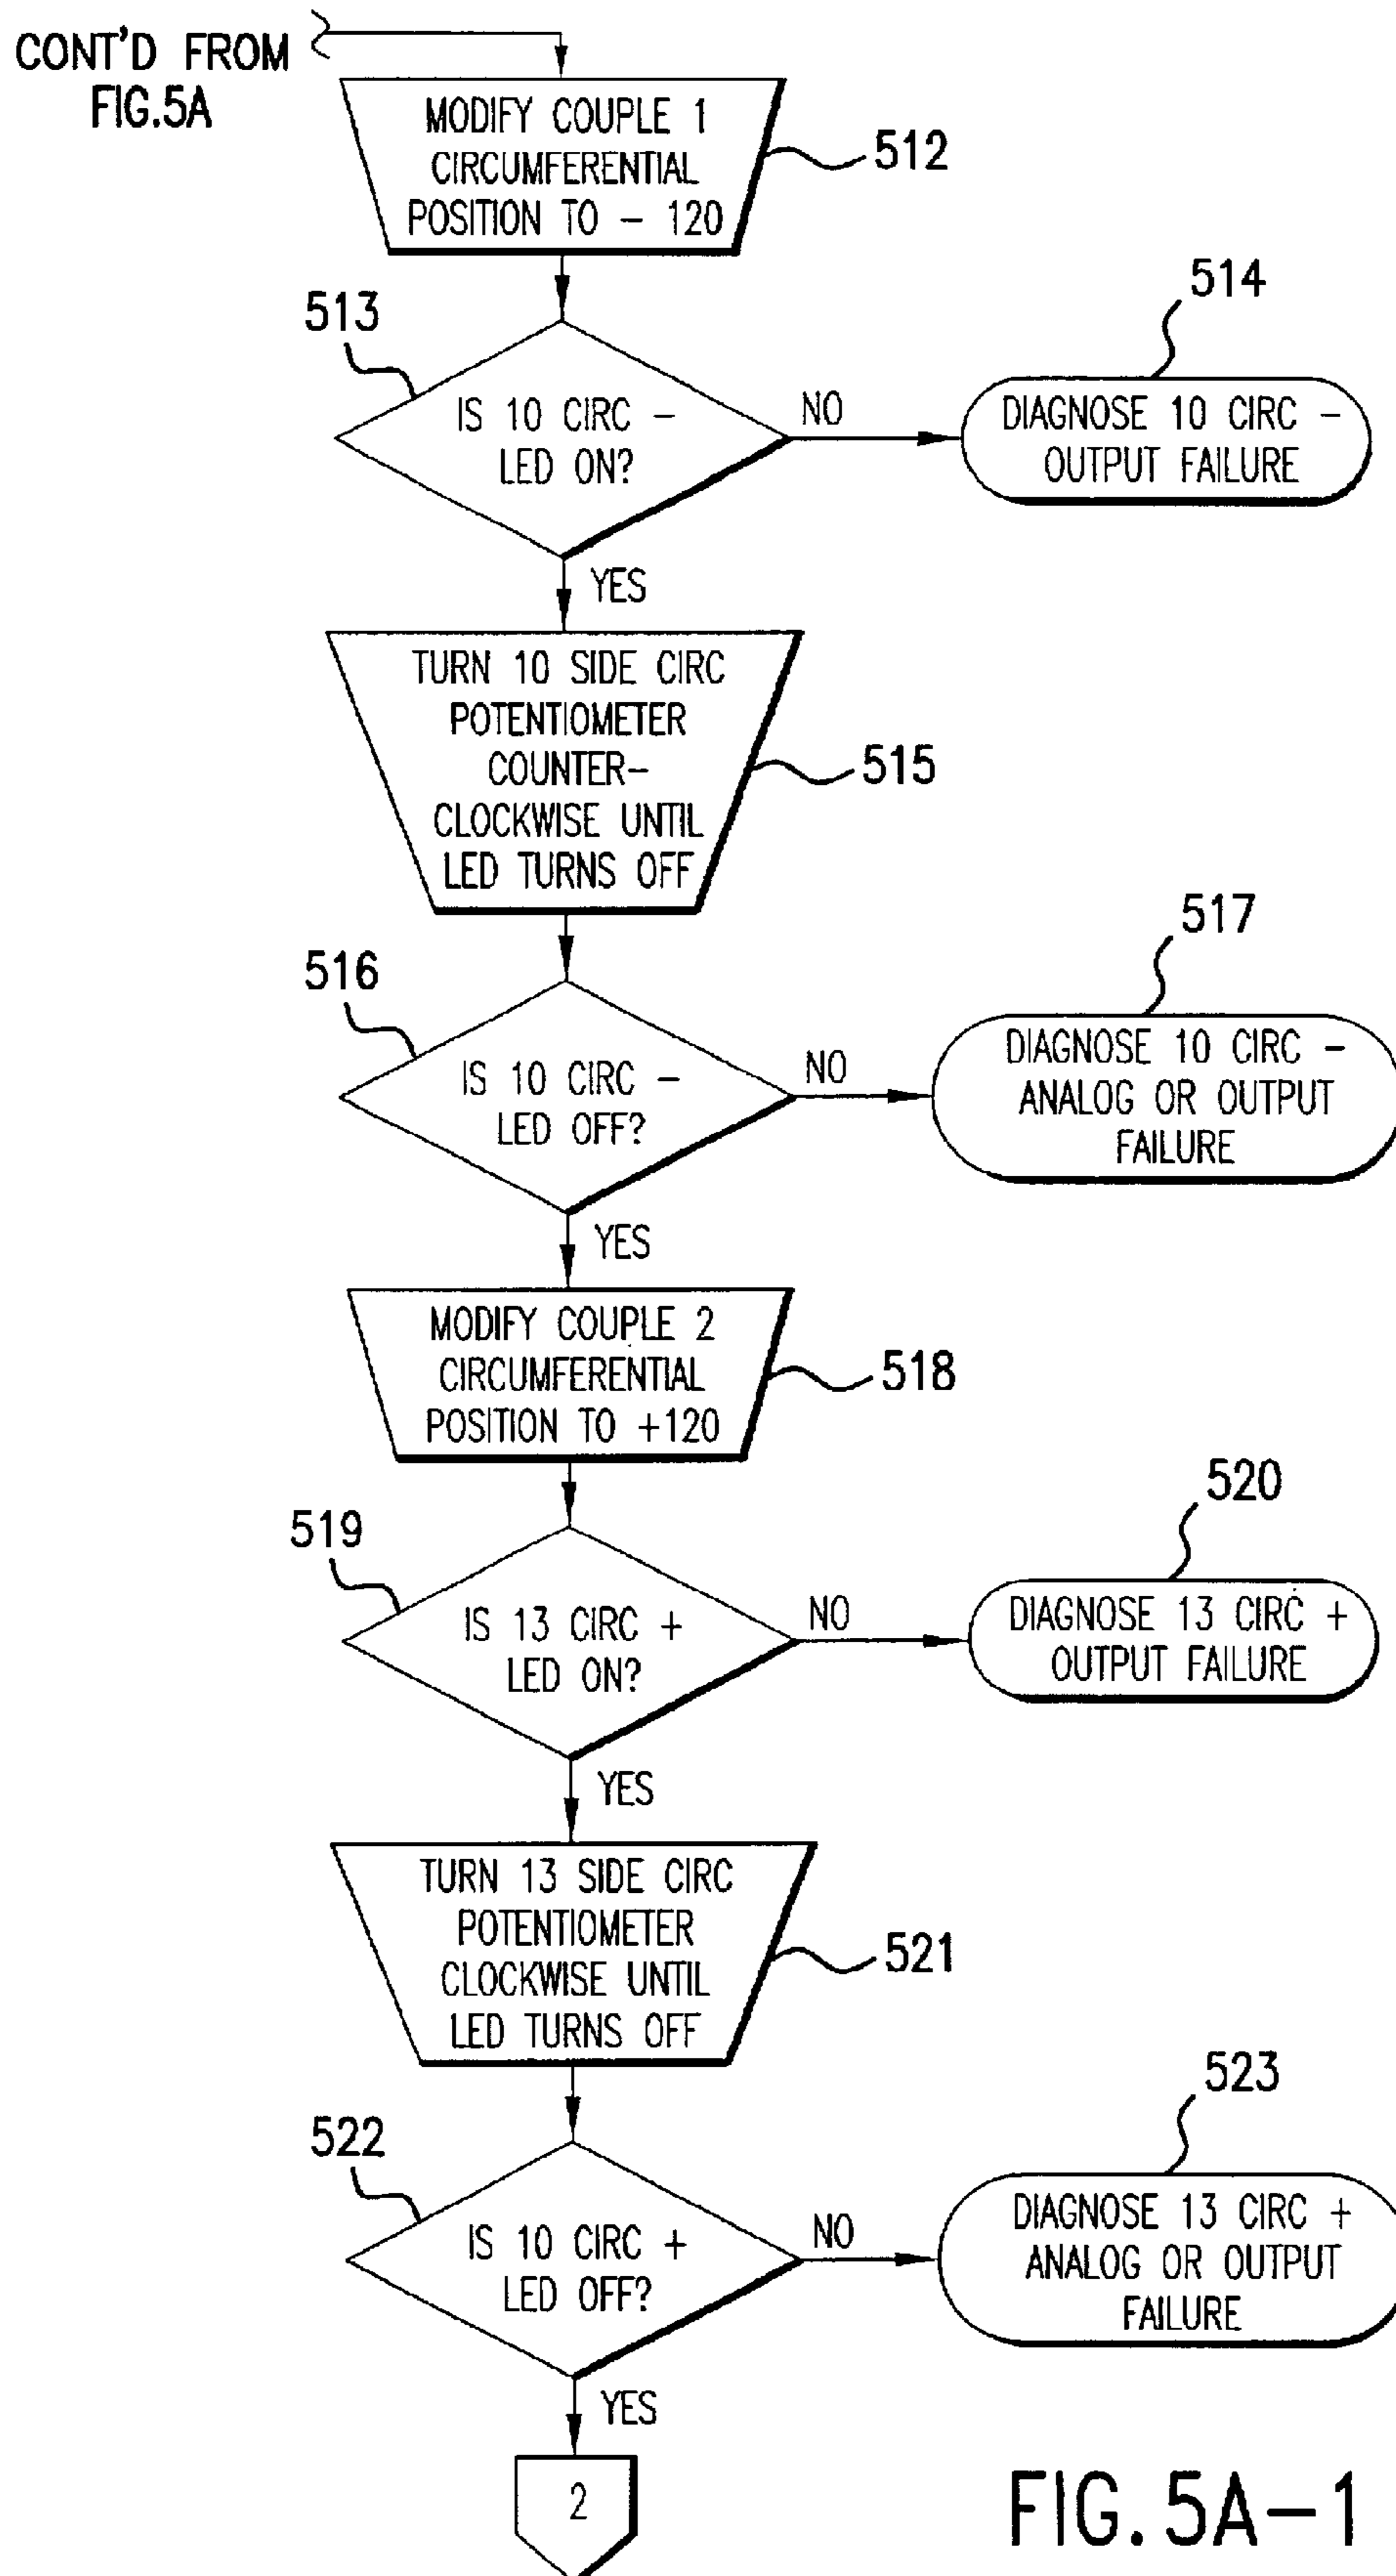 CONT'D FROM
FIG.5A
MODIFY COUPLE 1
CIRCUMFERENTIAL
POSITION TO – 120
512
513
IS 10 CIRC –
LED ON?
NO
514
DIAGNOSE 10 CIRC –
OUTPUT FAILURE
YES
TURN 10 SIDE CIRC
POTENTIOMETER
COUNTER–
CLOCKWISE UNTIL
LED TURNS OFF
515
516
IS 10 CIRC –
LED OFF?
NO
517
DIAGNOSE 10 CIRC –
ANALOG OR OUTPUT
FAILURE
YES
MODIFY COUPLE 2
CIRCUMFERENTIAL
POSITION TO +120
518
519
IS 13 CIRC +
LED ON?
NO
520
DIAGNOSE 13 CIRC +
OUTPUT FAILURE
YES
TURN 13 SIDE CIRC
POTENTIOMETER
CLOCKWISE UNTIL
LED TURNS OFF
521
522
IS 10 CIRC +
LED OFF?
NO
523
DIAGNOSE 13 CIRC +
ANALOG OR OUTPUT
FAILURE
YES
2
FIG. 5A–1